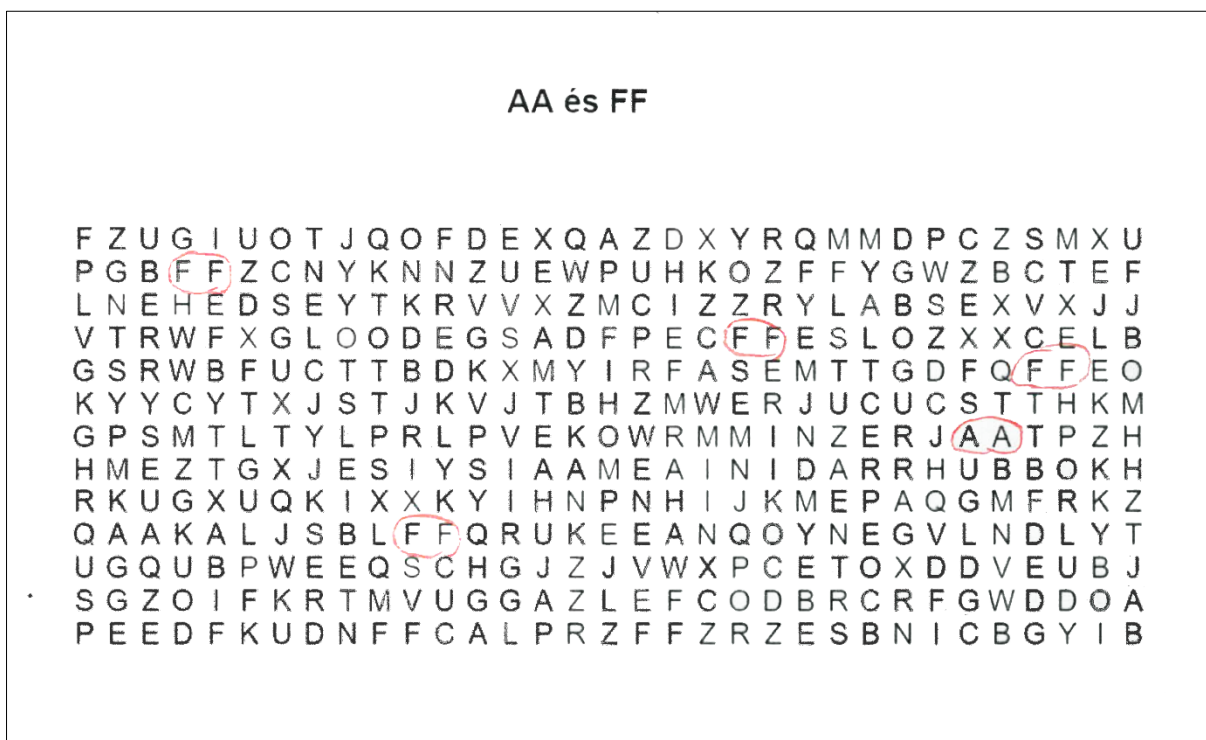 AA és FF
F Z U G I U O T J Q O F D E X Q A Z D X Y R Q M M D P C Z S M X U
P G B F F Z C N Y K N N Z U E W P U H K O Z F F Y G W Z B C T E F
L N E H E D S E Y T K R V V X Z M C I Z Z R Y L A B S E X V X J J
V T R W F X G L O O D E G S A D F P E C F F E S L O Z X X C E L B
G S R W B F U C T T B D K X M Y I R F A S E M T T G D F Q F F E O
K Y Y C Y T X J S T J K V J T B H Z M W E R J U C U C S T T H K M
G P S M T L T Y L P R L P V E K O W R M M I N Z E R J A A T P Z H
H M E Z T G X J E S I Y S I A A M E A I N I D A R R H U B B O K H
R K U G X U Q K I X X K Y I H N P N H I J K M E P A Q G M F R K Z
Q A A K A L J S B L F F Q R U K E E A N Q O Y N E G V L N D L Y T
U G Q U B P W E E Q S C H G J Z J V W X P C E T O X D D V E U B J
S G Z O I F K R T M V U G G A Z L E F C O D B R C R F G W D D O A
P E E D F K U D N F F C A L P R Z F F Z R Z E S B N I C B G Y I B